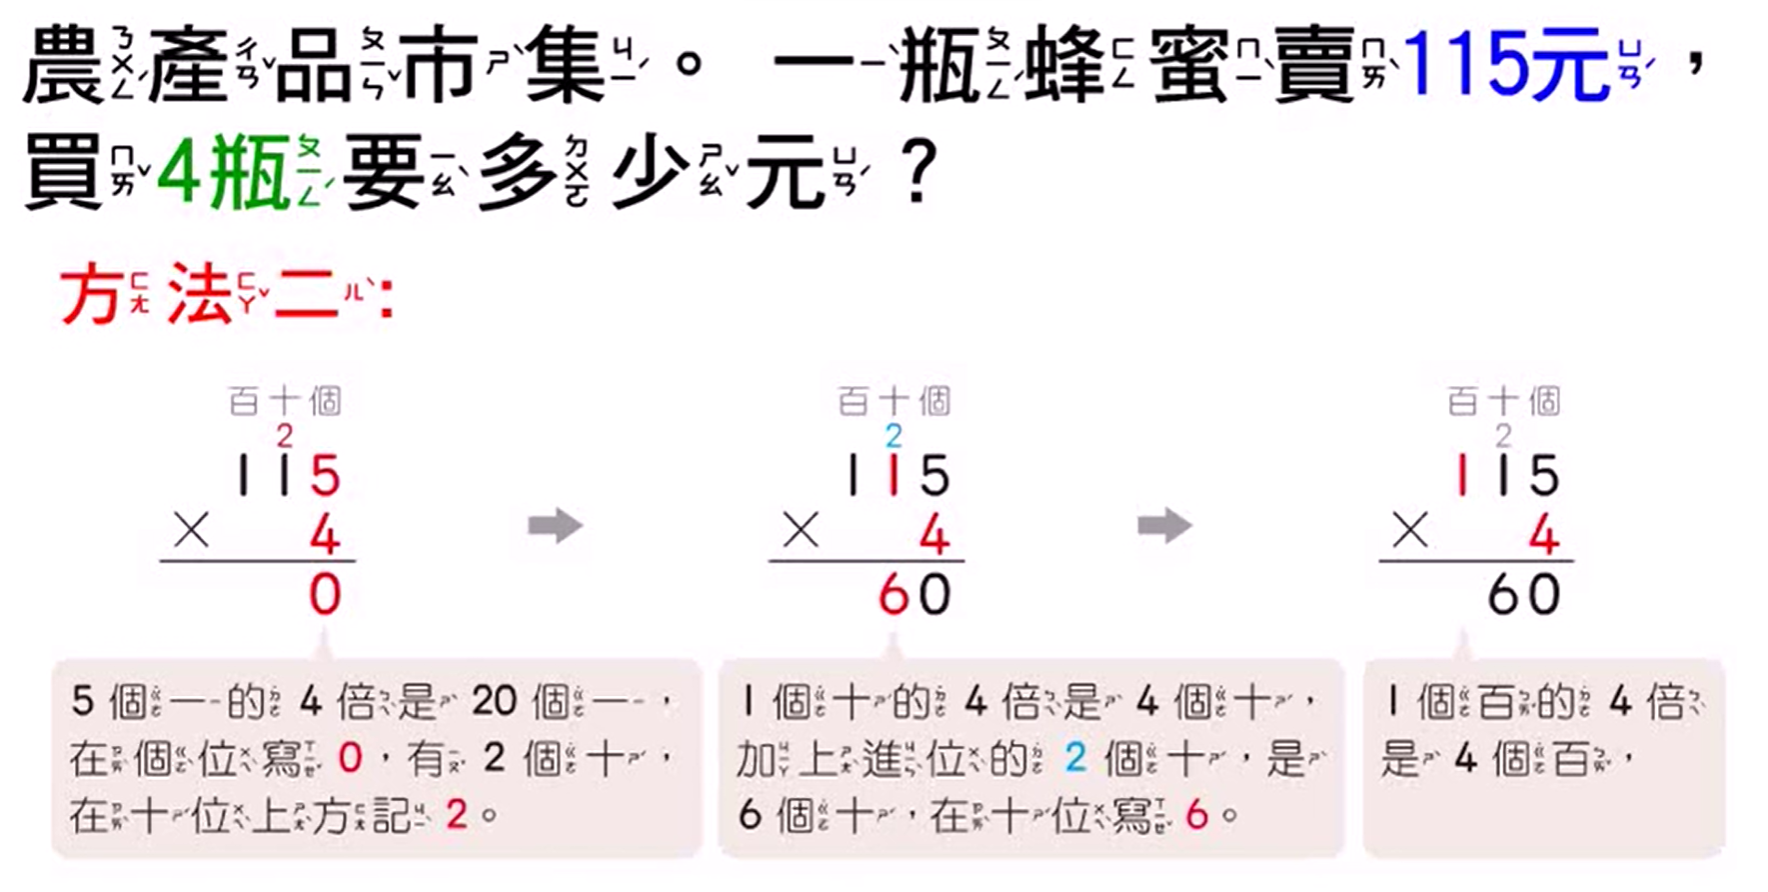 農產品市集。 一瓶蜂蜜賣115元，
買4瓶要多少元？
方法二：
百十個
2
115
× 4
0
百十個
2
115
× 4
60
百十個
2
115
× 4
60
5 個一的 4 倍是 20 個一，
在個位寫 0，有 2 個十，
在十位上方記 2。
1 個十的 4 倍是 4 個十，
加上進位的 2 個十，是
6 個十，在十位寫 6。
1 個百的 4 倍
是 4 個百，